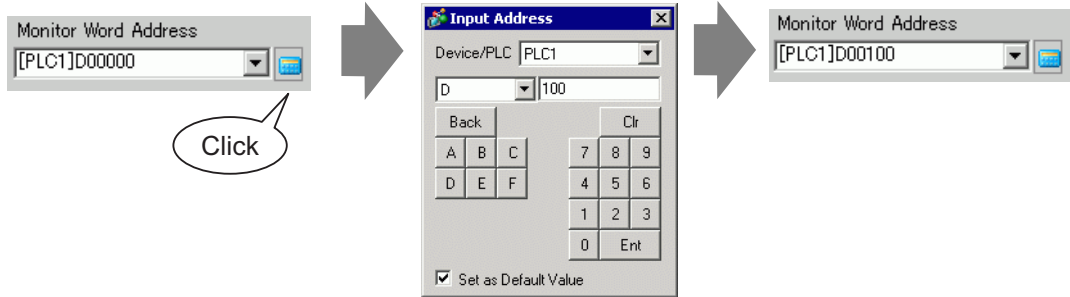 Monitor Word Address
[PLC1]D00000
Click
Input Address
Device/PLC PLC1
D 100
Back Clr
A B C 7 8 9
D E F 4 5 6
1 2 3
0 Ent
Set as Default Value
Monitor Word Address
[PLC1]D00100